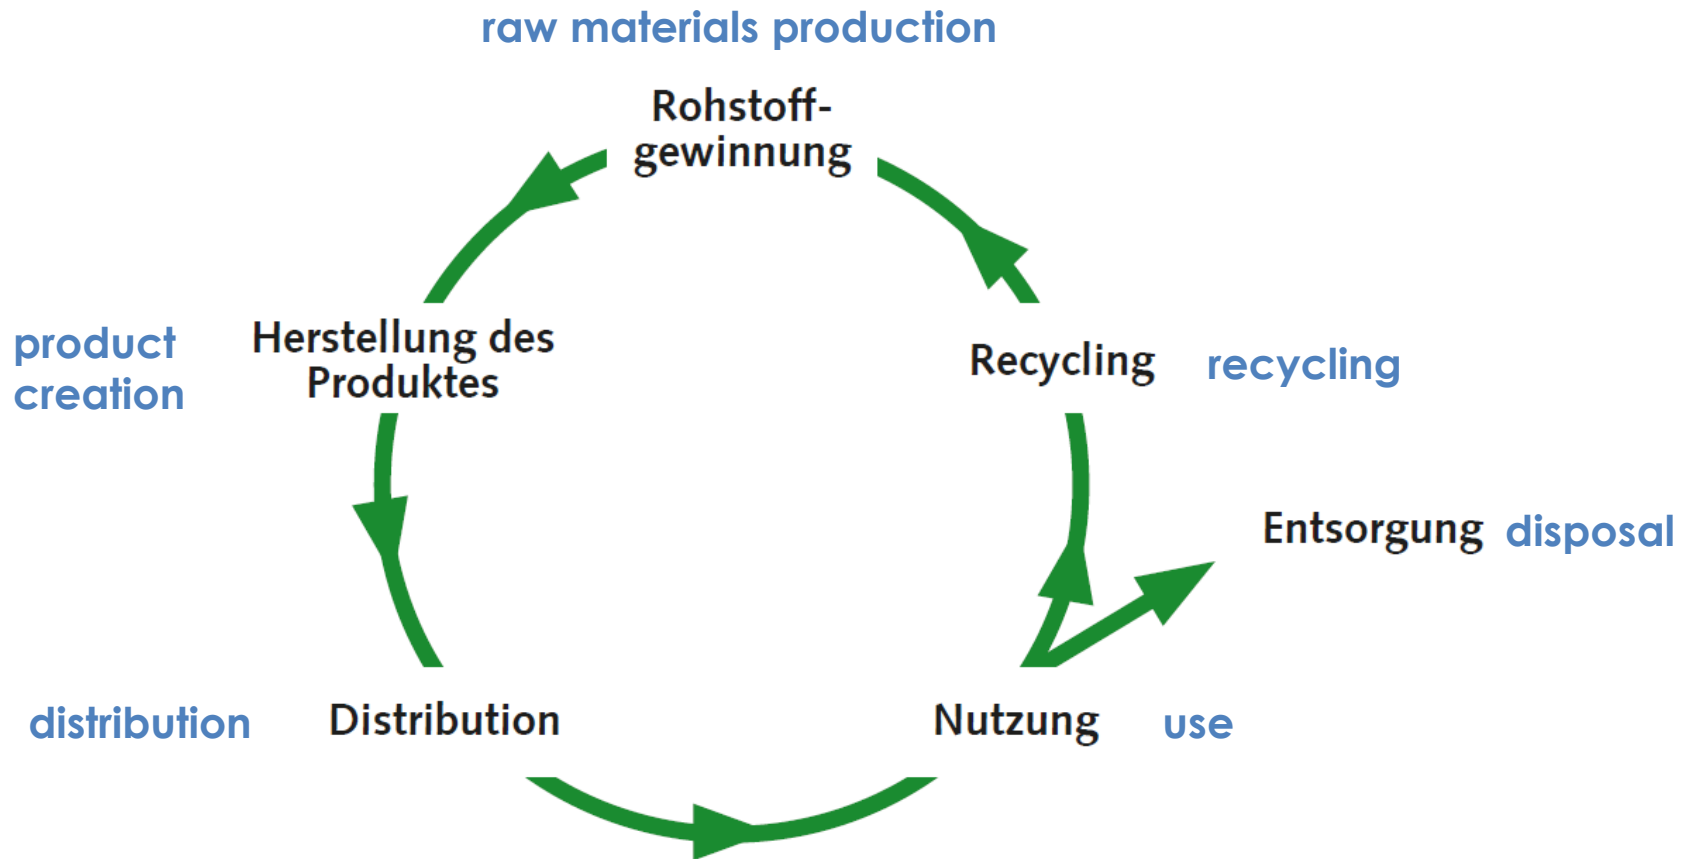 raw materials production
Rohstoff-
gewinnung
product
creation
Herstellung des
Produktes
Recycling
recycling
Entsorgung
disposal
distribution
Distribution
Nutzung
use